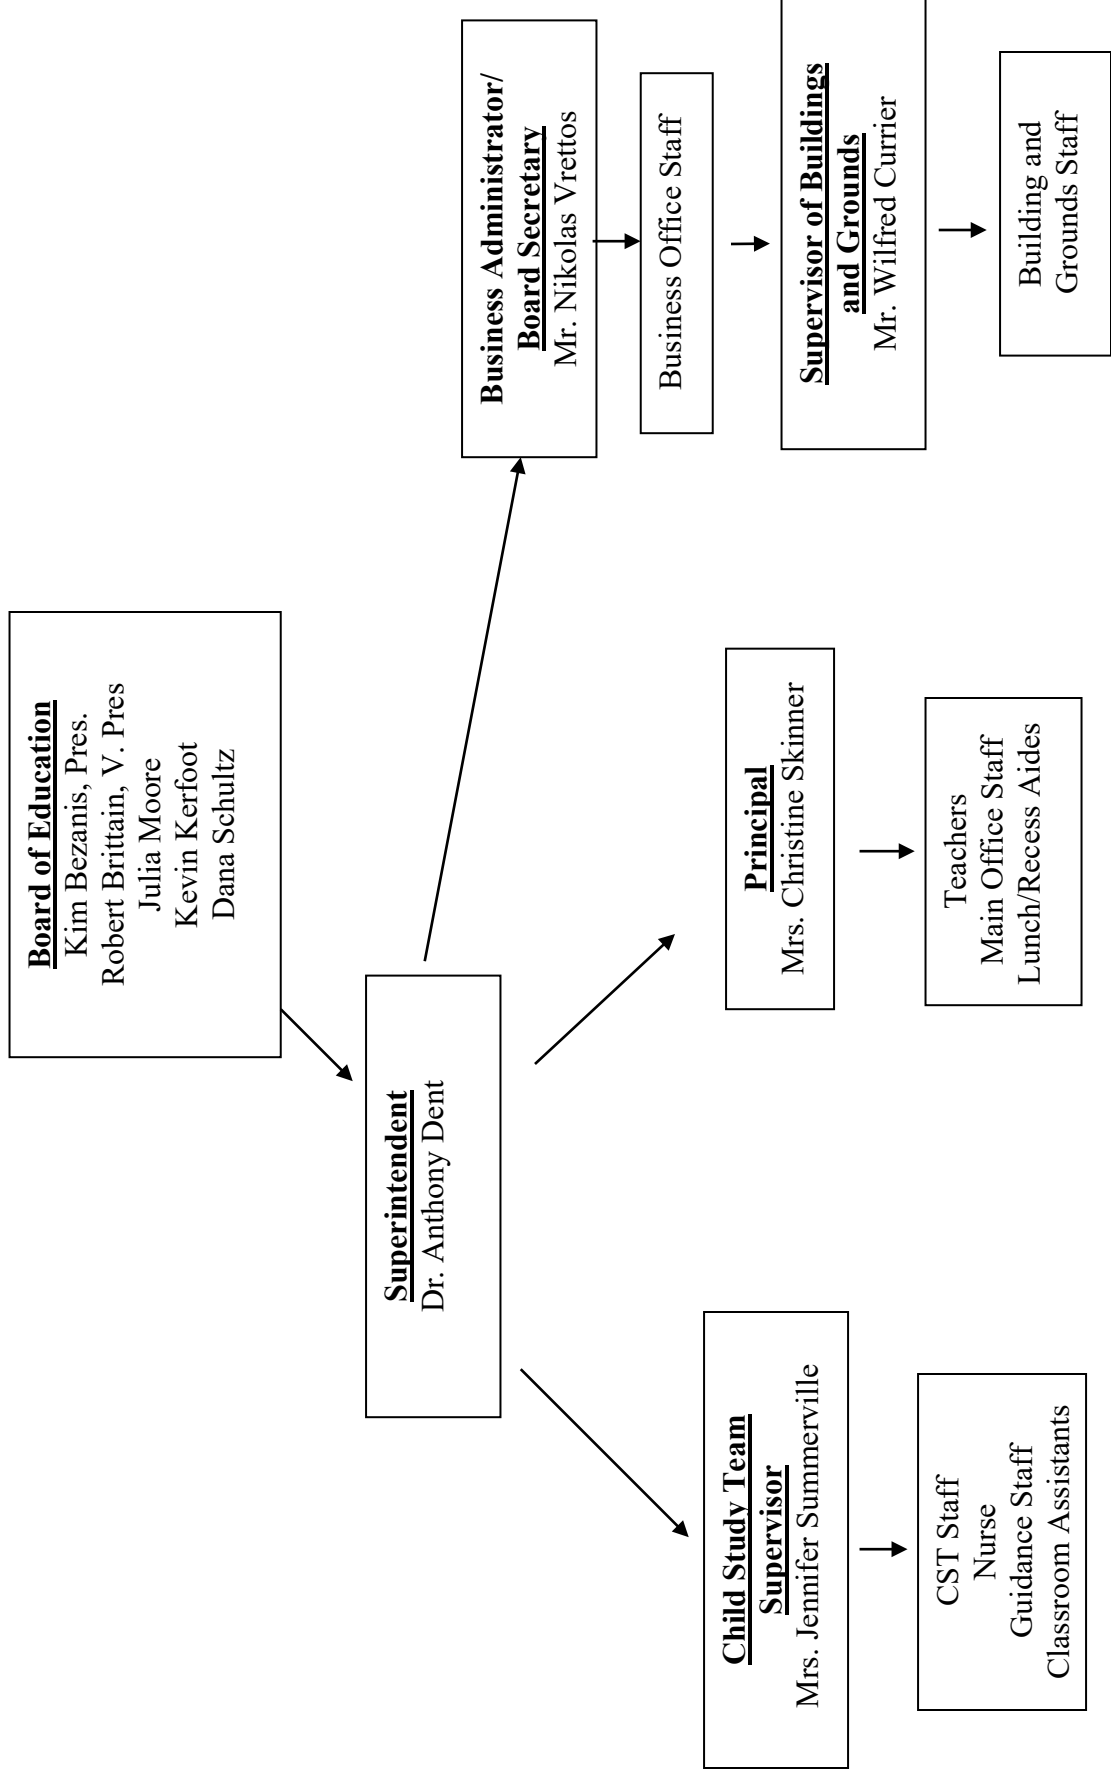 Board of Education
Kim Bezanis, Pres.
Robert Brittain, V. Pres
Julia Moore
Kevin Kerfoot
Dana Schultz
Superintendent
Dr. Anthony Dent
Child Study Team
Supervisor
Mrs. Jennifer Summerville
CST Staff
Nurse
Guidance Staff
Classroom Assistants
Principal
Mrs. Christine Skinner
Teachers
Main Office Staff
Lunch/Recess Aides
Business Administrator/
Board Secretary
Mr. Nikolas Vrettos
Business Office Staff
Supervisor of Buildings
and Grounds
Mr. Wilfred Currier
Building and
Grounds Staff